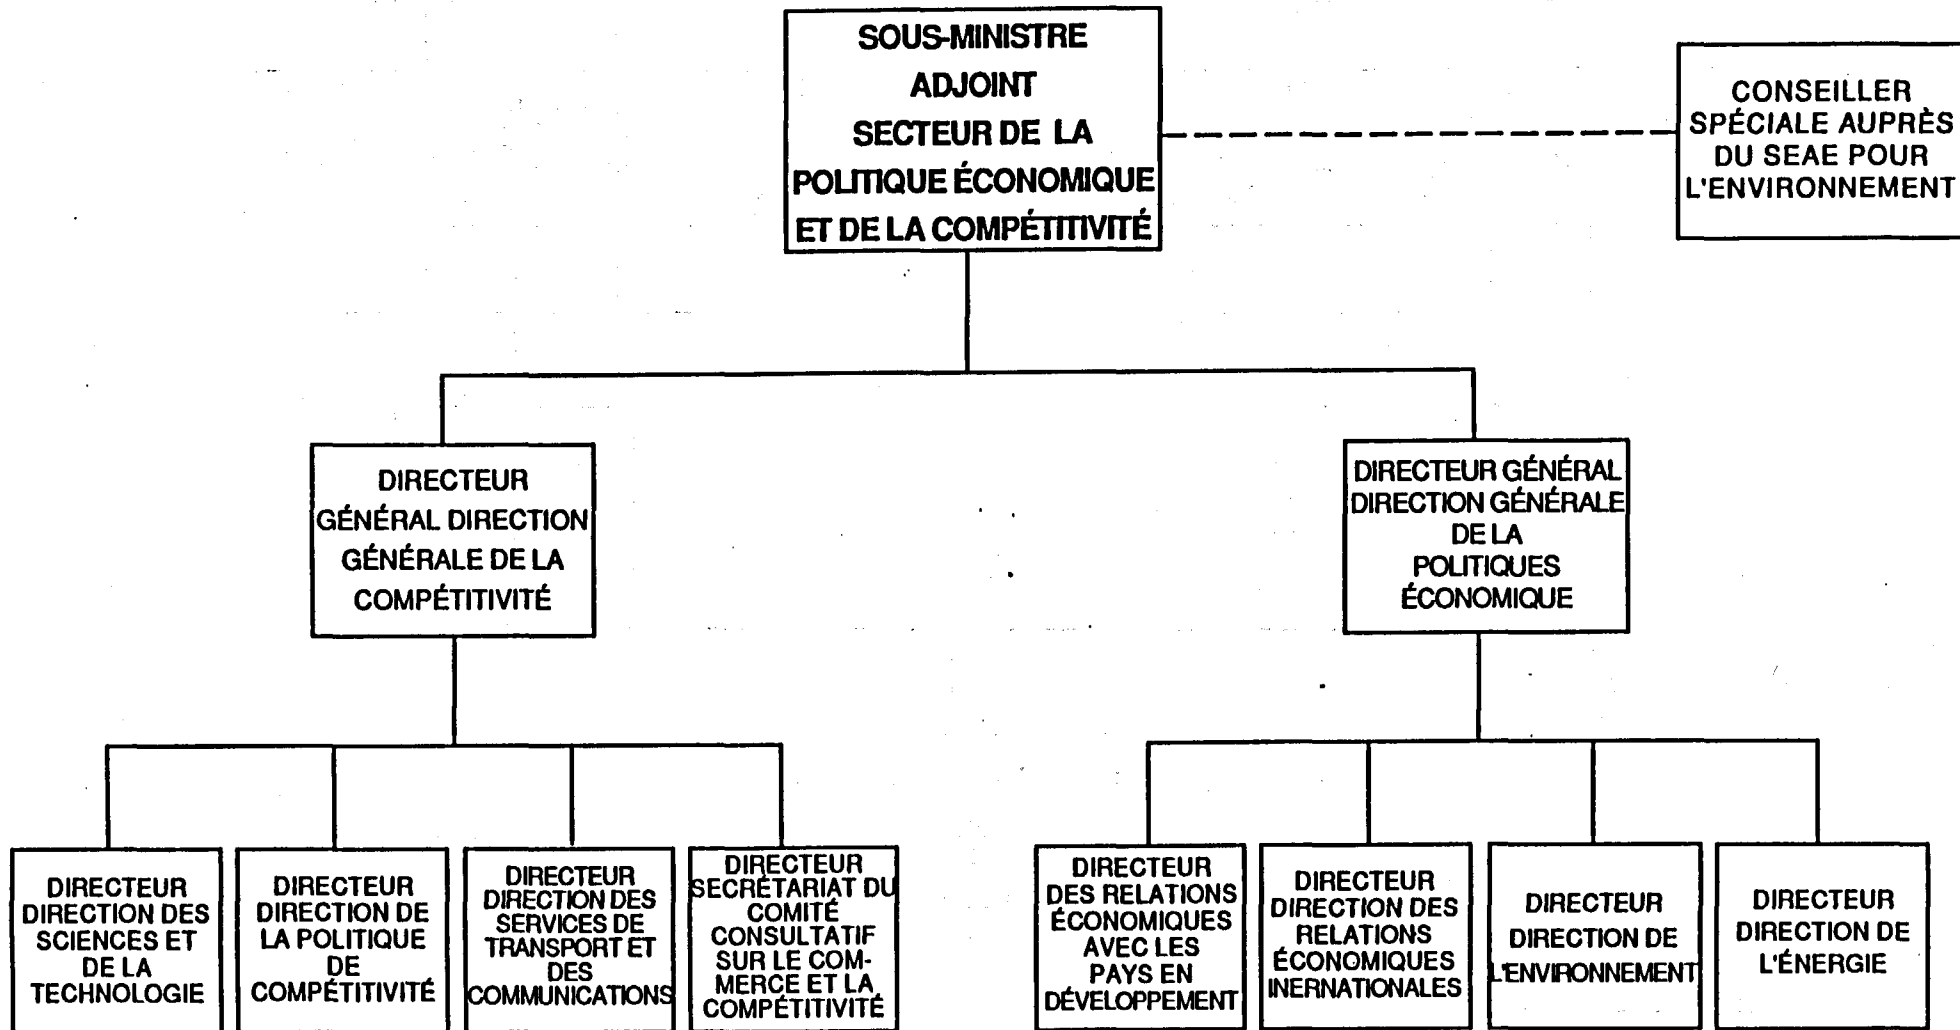 SOUS-MINISTRE
ADJOINT
SECTEUR DE LA
POLITIQUE ÉCONOMIQUE
ET DE LA COMPÉTITIVITÉ
CONSEILLER
SPÉCIALE AUPRÈS
DU SEAE POUR
L'ENVIRONNEMENT
DIRECTEUR
GÉNÉRAL DIRECTION
GÉNÉRALE DE LA
COMPÉTITIVITÉ
DIRECTEUR GÉNÉRAL
DIRECTION GÉNÉRALE
DE LA
POLITIQUES
ÉCONOMIQUE
DIRECTEUR
DIRECTION DES
SCIENCES ET
DE LA
TECHNOLOGIE
DIRECTEUR
DIRECTION DE
LA POLITIQUE
DE
COMPÉTITIVITÉ
DIRECTEUR
DIRECTION DES
SERVICES DE
TRANSPORT ET
DES
COMMUNICATIONS
DIRECTEUR
SECRÉTARIAT DU
COMITÉ
CONSULTATIF
SUR LE COM-
MERCE ET LA
COMPÉTITIVITÉ
DIRECTEUR
DES RELATIONS
ÉCONOMIQUES
AVEC LES
PAYS EN
DÉVELOPPEMENT
DIRECTEUR
DIRECTION DES
RELATIONS
ÉCONOMIQUES
INERNATIONALES
DIRECTEUR
DIRECTION DE
L'ENVIRONNEMENT
DIRECTEUR
DIRECTION DE
L'ÉNERGIE